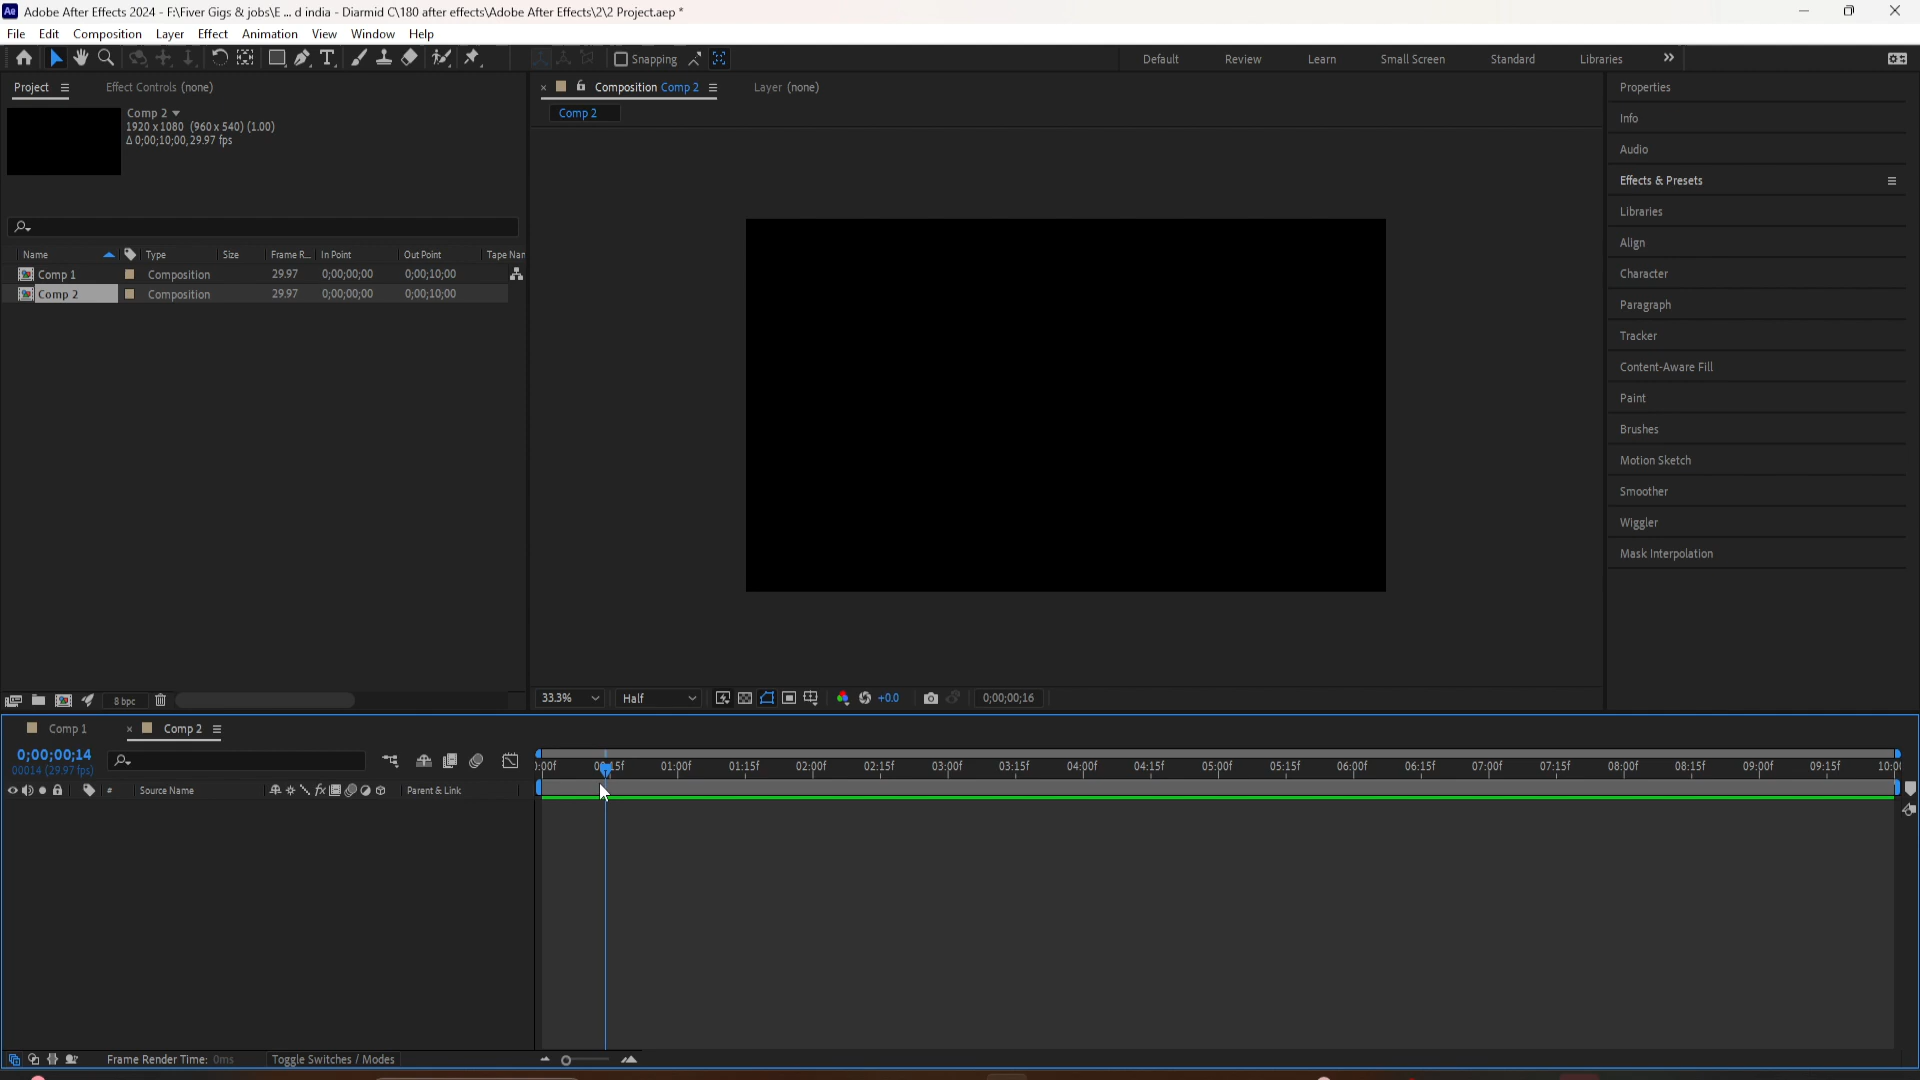 Ae Adobe After Effects 2024 - F:\Fiver Gigs & jobs\E ... d india - Diarmid C\180 after effects\Adobe After Effects\2\2 Project.aep *
File Edit Composition Layer Effect Animation View Window Help
Snapping Default Review Learn Small Screen Standard Libraries
Project Effect Controls (none)
Composition Comp 2 Layer (none)
Comp 2
Comp 2
1920 x 1080 (960 x 540) (1.00)
Δ 0;00;10;00, 29.97 fps
Name Type Size Frame R... In Point Out Point Tape Nan
Comp 1 Composition 29.97 0;00;00;00 0;00;10;00
Comp 2 Composition 29.97 0;00;00;00 0;00;10;00
Properties
Info
Audio
Effects & Presets
Libraries
Align
Character
Paragraph
Tracker
Content-Aware Fill
Paint
Brushes
Motion Sketch
Smoother
Wiggler
Mask Interpolation
8 bpc
33.3% Half +0.0 0;00;00;16
Comp 1 Comp 2
0;00;00;14
00014 (29.97 fps)
):00f 00:15f 01:00f 01:15f 02:00f 02:15f 03:00f 03:15f 04:00f 04:15f 05:00f 05:15f 06:00f 06:15f 07:00f 07:15f 08:00f 08:15f 09:00f 09:15f 10:00
# Source Name fx Parent & Link
Frame Render Time: 0ms Toggle Switches / Modes